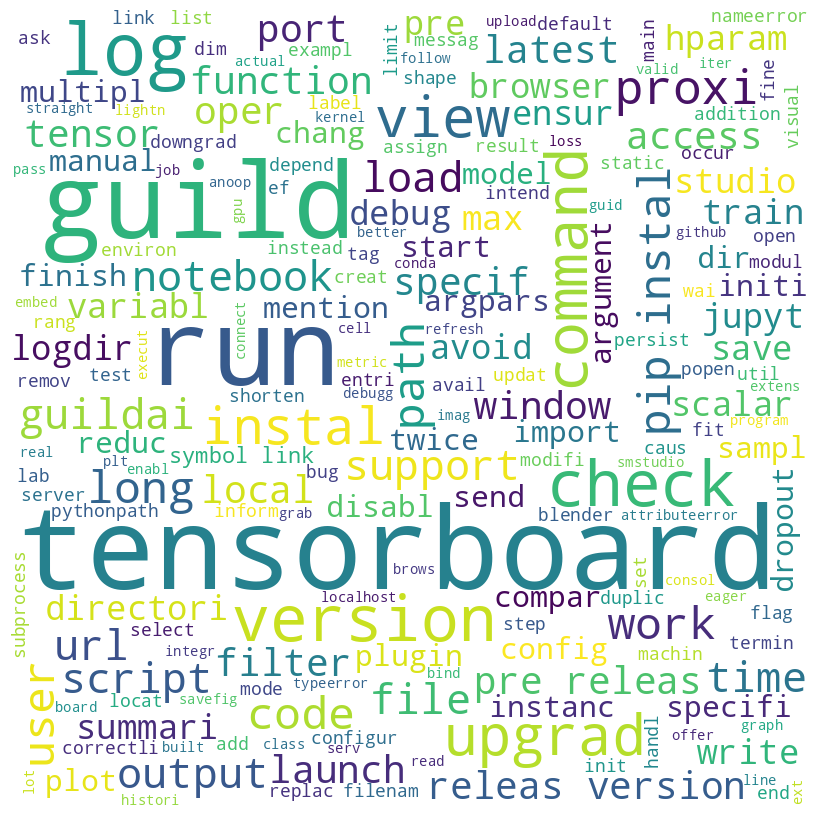 link list
ask
log
dim
port
exampl
actual
limit
pre
messag
upload default
follow
latest
shape
main
nameerror
hparam
fine
valid iter
visual
multipl
straight lightn
function
oper
label
kernel
view
browser
ensur
proxi
addition
tensor
downgrad
chang
assign result loss
access
manual
pass job
guild
anoop
depend
ef
gpu
load
model
intend
static occur
studio
guid
github
train
open
environ
instead
better
debug
tag
max
start
command
pip instal
dir modul
finish
notebook
creat
conda
specif
argument
wai
initi
embed
rang
variabl
execut
connect
mention
argpars
persist
jupyt
run
cell
refresh
path
avoid
save
logdir
metric
popen util
remov test
shorten
debugg
entri
avail
updat
window
scalar
extens
guildai
instal
imag
import
fit
program
real
reduc
plt
symbol link
twice
caus
sampl
lab
enabl
bug
support
modifi
smstudio
server
long
local
grab
send
check
dropout
pythonpath
inform
disabl
blender attributeerror
tensorboard
brows
subprocess
localhost
compar duplic
set
consol
eager
directori
version
step
work
flag
select
url
integr
filter
plugin
config
machin
termin
user
script
mode typeerror
bind
file
pre releas
time
board
locat
savefig
code
instanc
specifi
graph
summari
add
class configur
upgrad
handl
offer
correctli
built
serv
read
init
write
lot
plot
output
launch
releas version
line
end
replac filenam
ext
histori